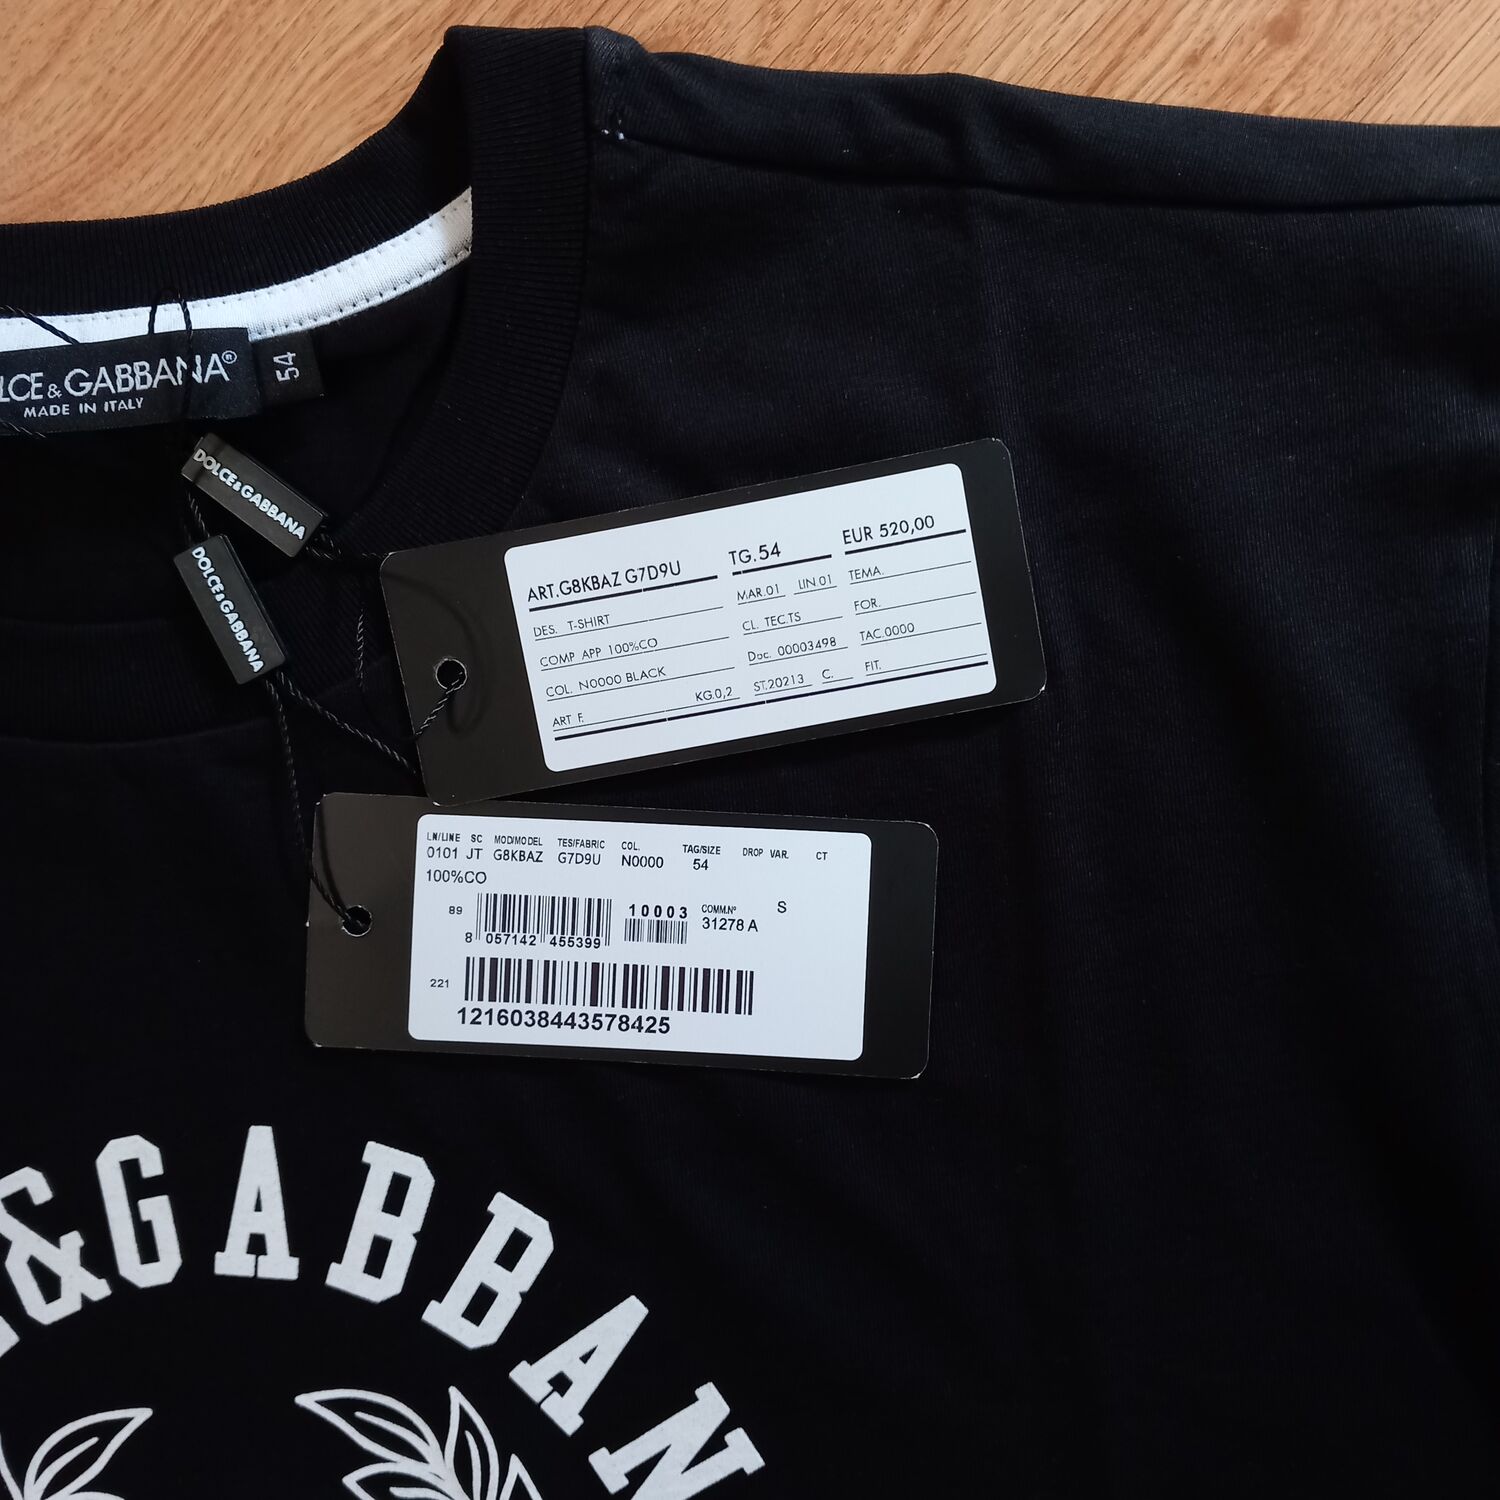 LCE&GABBANA®
MADE IN ITALY
54
DOLCE&GABBANA
DOLCE&GABBANA
ART.G8KBAZ G7D9U TG.54 EUR 520,00
DES. T-SHIRT MAR.01 LIN 01 TEMA.
COMP APP 100%CO CL. TEC.TS FOR.
COL. N0000 BLACK Doc. 00003498 TAC.0000
ART F. KG.0,2 ST.20213 C. FIT.
LN/LINE SC MOD/MODEL TES/FABRIC COL. TAG/SIZE DROP VAR. CT
0101 JT G8KBAZ G7D9U N0000 54
100%CO
89 10003 COMM.N° S
8 057142 455399 31278 A
221
1216038443578425
&GABBAN